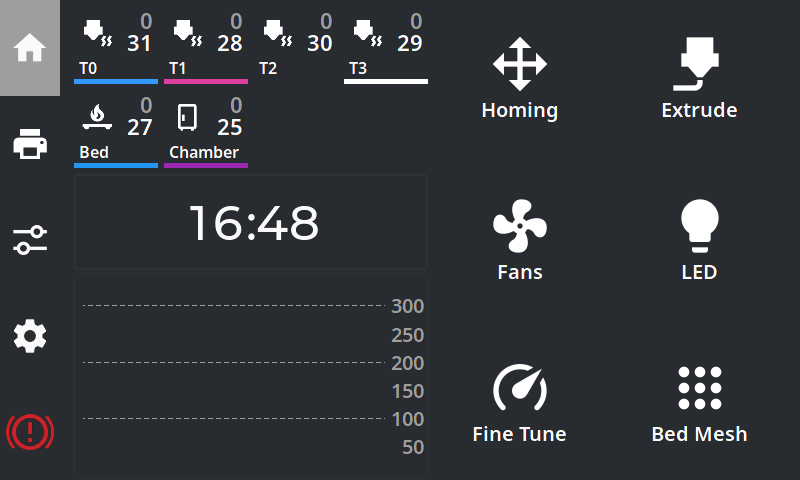 0 0 0 0
31 28 30 29
T0 T1 T2 T3
0 0
27 25
Bed Chamber
16:48
300
250
200
150
100
50
Homing Extrude
Fans LED
Fine Tune Bed Mesh